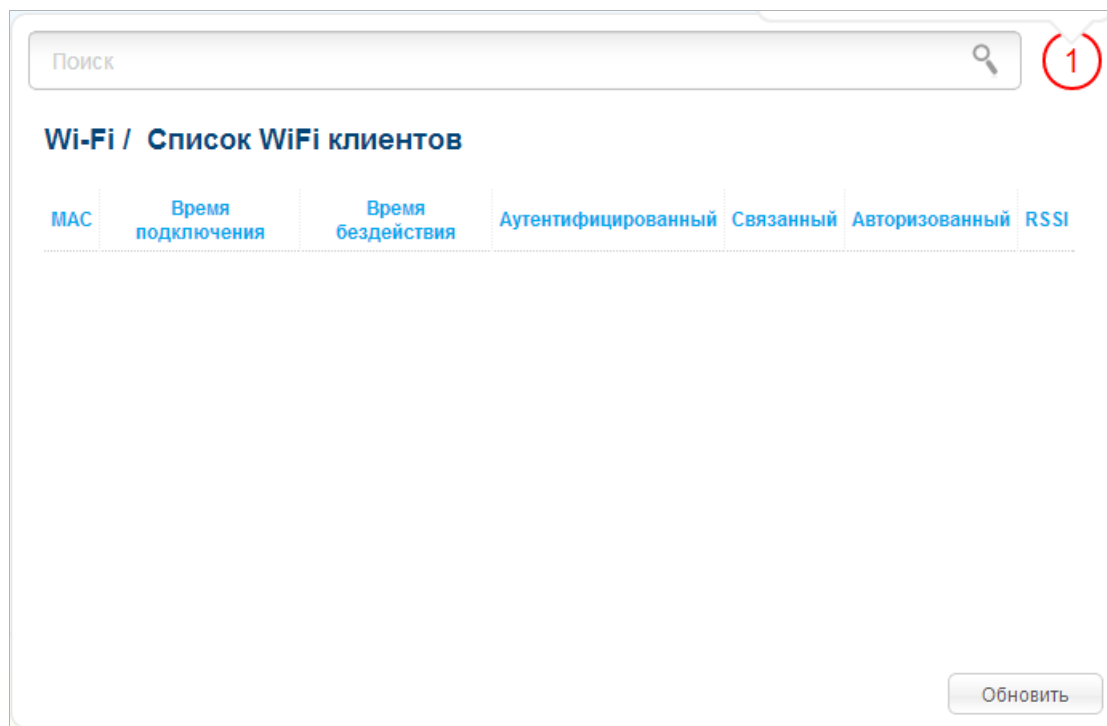 Поиск
1
Wi-Fi / Список WiFi клиентов
MAC Время подключения Время бездействия Аутентифицированный Связанный Авторизованный RSSI
Обновить